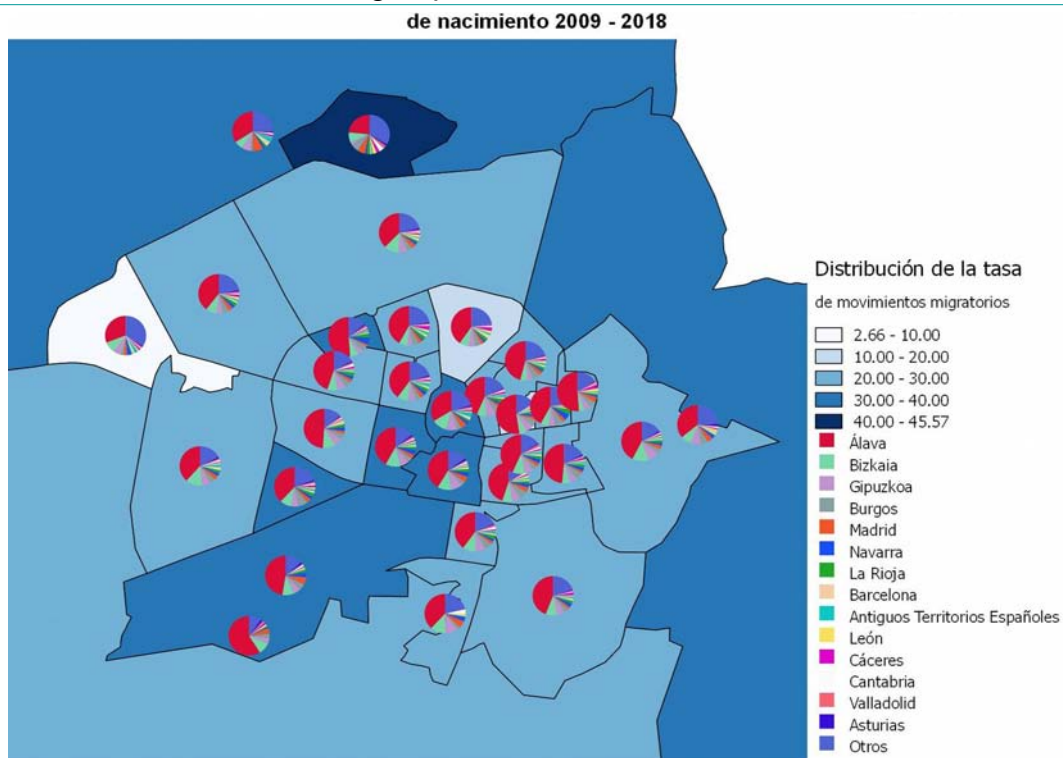 de nacimiento 2009 - 2018
Distribución de la tasa
de movimientos migratorios
2.66 - 10.00
10.00 - 20.00
20.00 - 30.00
30.00 - 40.00
40.00 - 45.57
Álava
Bizkaia
Gipuzkoa
Burgos
Madrid
Navarra
La Rioja
Barcelona
Antiguos Territorios Españoles
León
Cáceres
Cantabria
Valladolid
Asturias
Otros